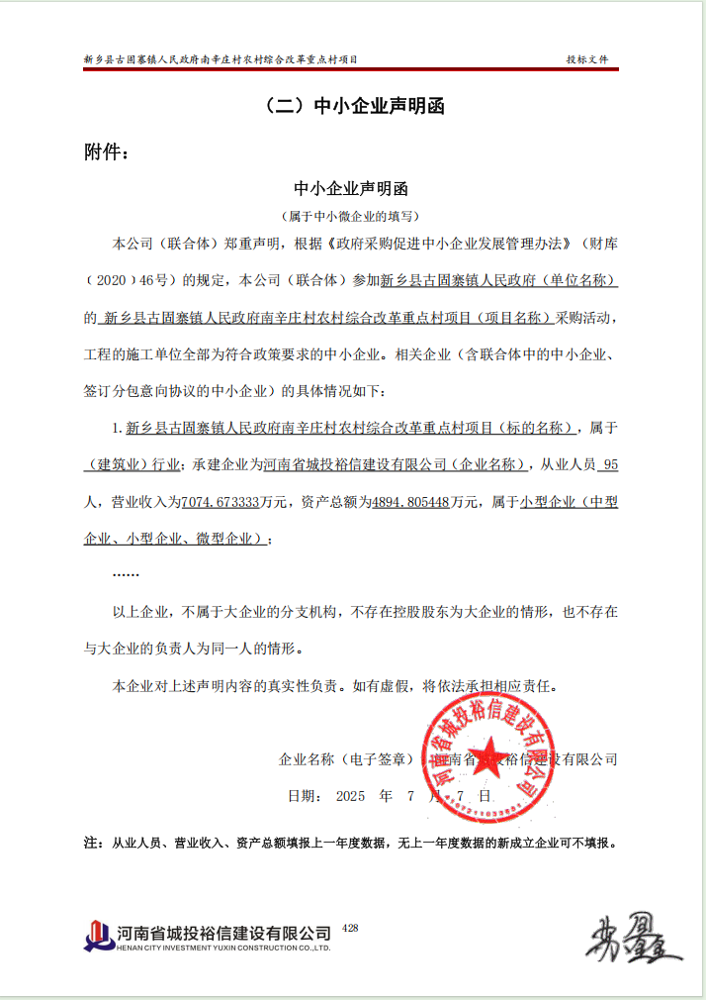 新乡县古固寨镇人民政府南辛庄村农村综合改革重点村项目 投标文件
（二）中小企业声明函
附件：
中小企业声明函
（属于中小微企业的填写）
本公司（联合体）郑重声明，根据《政府采购促进中小企业发展管理办法》（财库
﹝2020﹞46号）的规定，本公司（联合体）参加新乡县古固寨镇人民政府（单位名称）
的 新乡县古固寨镇人民政府南辛庄村农村综合改革重点村项目（项目名称）采购活动，
工程的施工单位全部为符合政策要求的中小企业。相关企业（含联合体中的中小企业、
签订分包意向协议的中小企业）的具体情况如下：
1.新乡县古固寨镇人民政府南辛庄村农村综合改革重点村项目（标的名称），属于
（建筑业）行业；承建企业为河南省城投裕信建设有限公司（企业名称），从业人员 95
人，营业收入为7074.673333万元，资产总额为4894.805448万元，属于小型企业（中型
企业、小型企业、微型企业）；
……
以上企业，不属于大企业的分支机构，不存在控股股东为大企业的情形，也不存在
与大企业的负责人为同一人的情形。
本企业对上述声明内容的真实性负责。如有虚假，将依法承担相应责任。
企业名称（电子签章）：河南省城投裕信建设有限公司
日期： 2025 年 7 月 7 日
河南省城投裕信建设有限公司
注：从业人员、营业收入、资产总额填报上一年度数据，无上一年度数据的新成立企业可不填报。
河南省城投裕信建设有限公司
HENAN CITY INVESTMENT YUXIN CONSTRUCTION CO.,LTD.
428